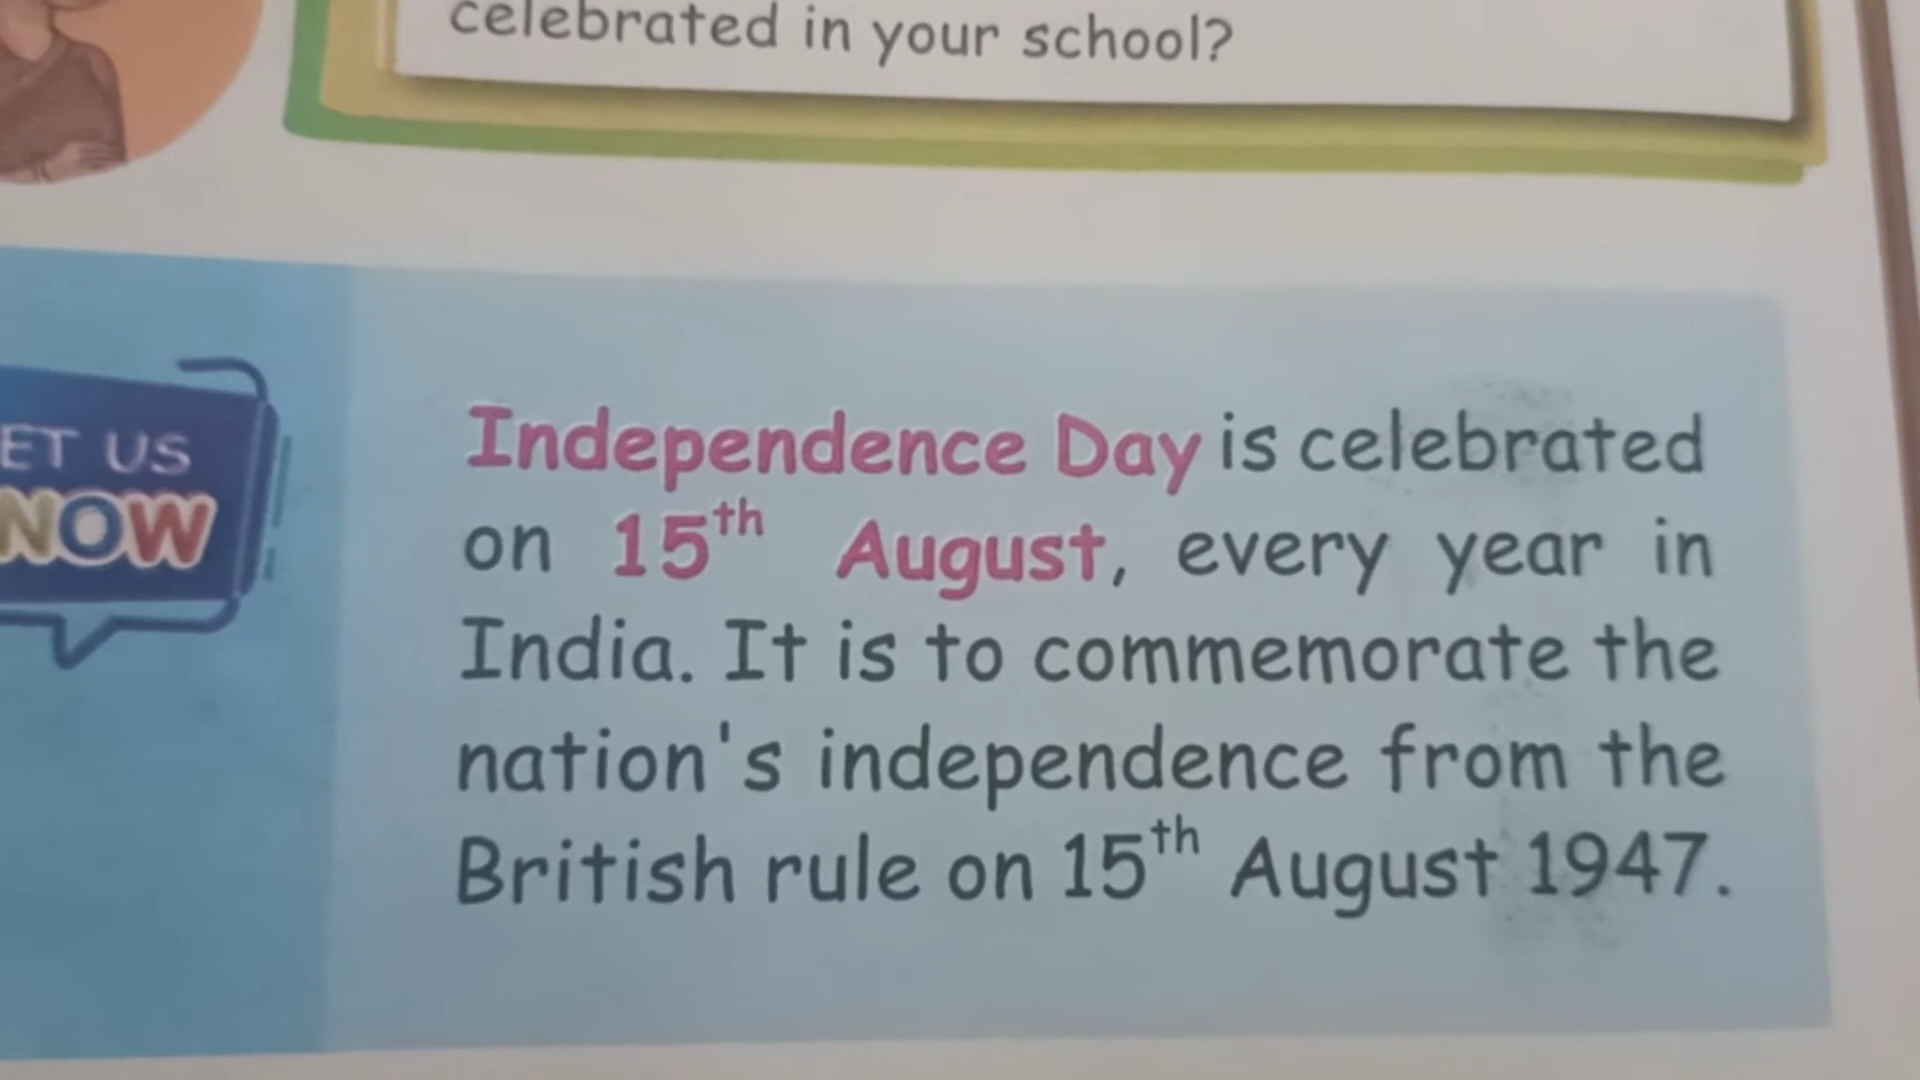 celebrated in your school?
ET US
NOW
Independence Day is celebrated
on 15th August, every year in
India. It is to commemorate the
nation's independence from the
British rule on 15th August 1947.